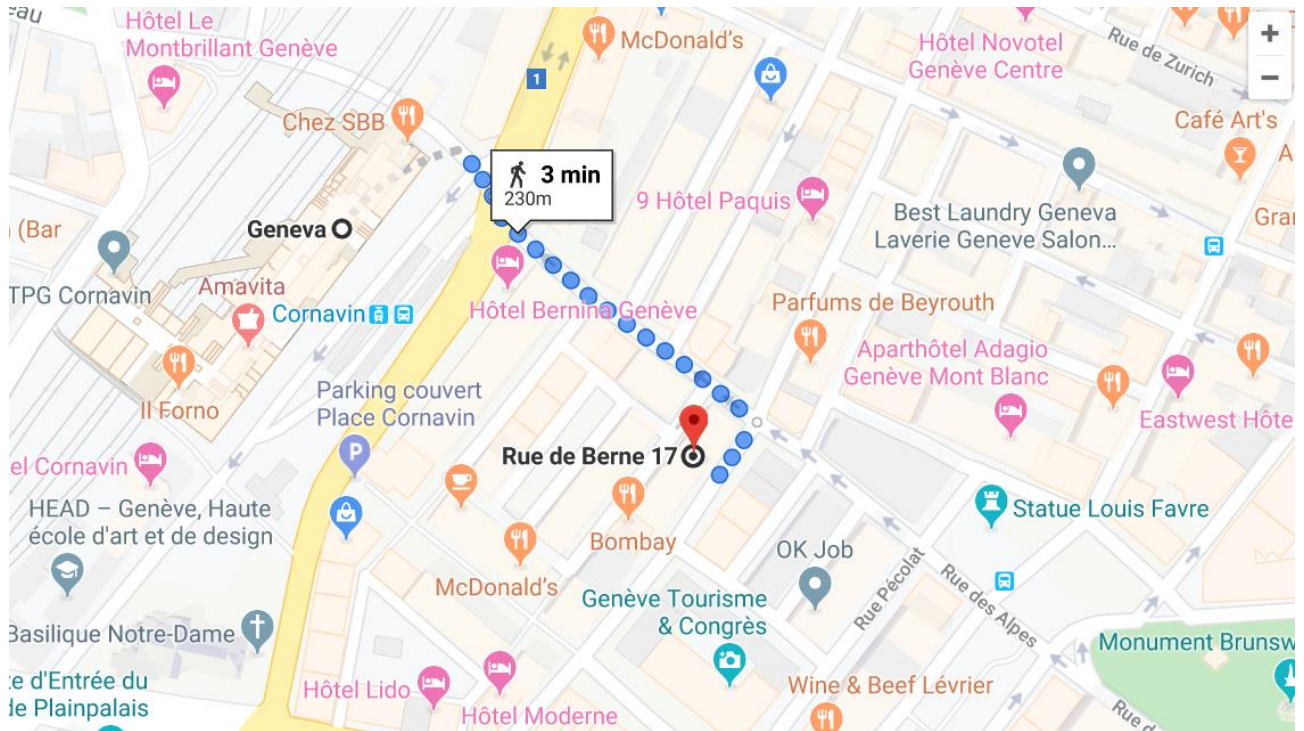 eau
Hôtel Le
Montbrillant Genève
McDonald's
Hôtel Novotel
Genève Centre
Rue de Zurich
+
−
1
Chez SBB
Café Art's
A
3 min
230m
9 Hôtel Paquis
Best Laundry Geneva
Laverie Geneve Salon...
Gra
(Bar
Geneva
TPG Cornavin
Amavita
Cornavin
Hôtel Bernina Genève
Parfums de Beyrouth
Aparthôtel Adagio
Genève Mont Blanc
Parking couvert
Place Cornavin
P
Il Forno
Eastwest Hôte
el Cornavin
Rue de Berne 17
HEAD – Genève, Haute
école d'art et de design
Statue Louis Favre
Bombay
OK Job
McDonald's
Genève Tourisme
& Congrès
Rue Pécolat
Rue des Alpes
Basilique Notre-Dame
Monument Brunsw
te d'Entrée du
de Plainpalais
Hôtel Lido
Hôtel Moderne
Wine & Beef Lévrier
Rue d